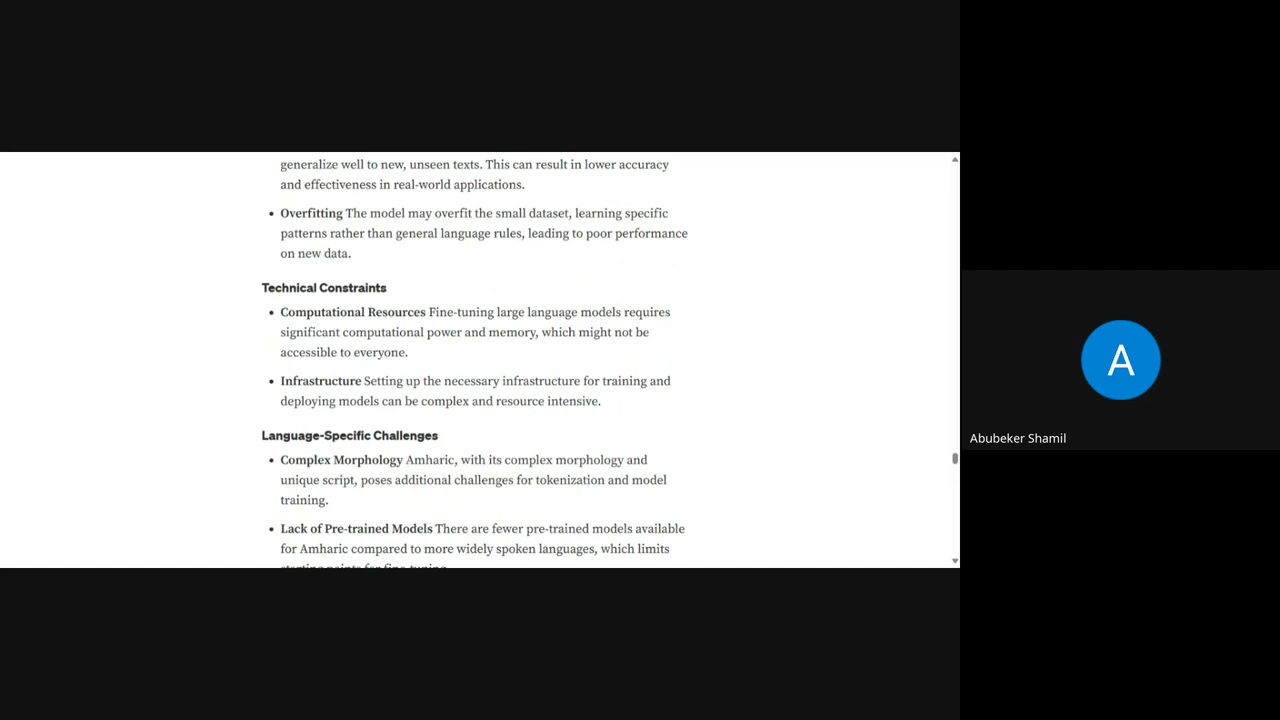 generalize well to new, unseen texts. This can result in lower accuracy
and effectiveness in real-world applications.
• Overfitting The model may overfit the small dataset, learning specific
patterns rather than general language rules, leading to poor performance
on new data.
Technical Constraints
• Computational Resources Fine-tuning large language models requires
significant computational power and memory, which might not be
accessible to everyone.
• Infrastructure Setting up the necessary infrastructure for training and
deploying models can be complex and resource intensive.
Language-Specific Challenges
• Complex Morphology Amharic, with its complex morphology and
unique script, poses additional challenges for tokenization and model
training.
• Lack of Pre-trained Models There are fewer pre-trained models available
for Amharic compared to more widely spoken languages, which limits
starting points for fine-tuning
A
Abubeker Shamil